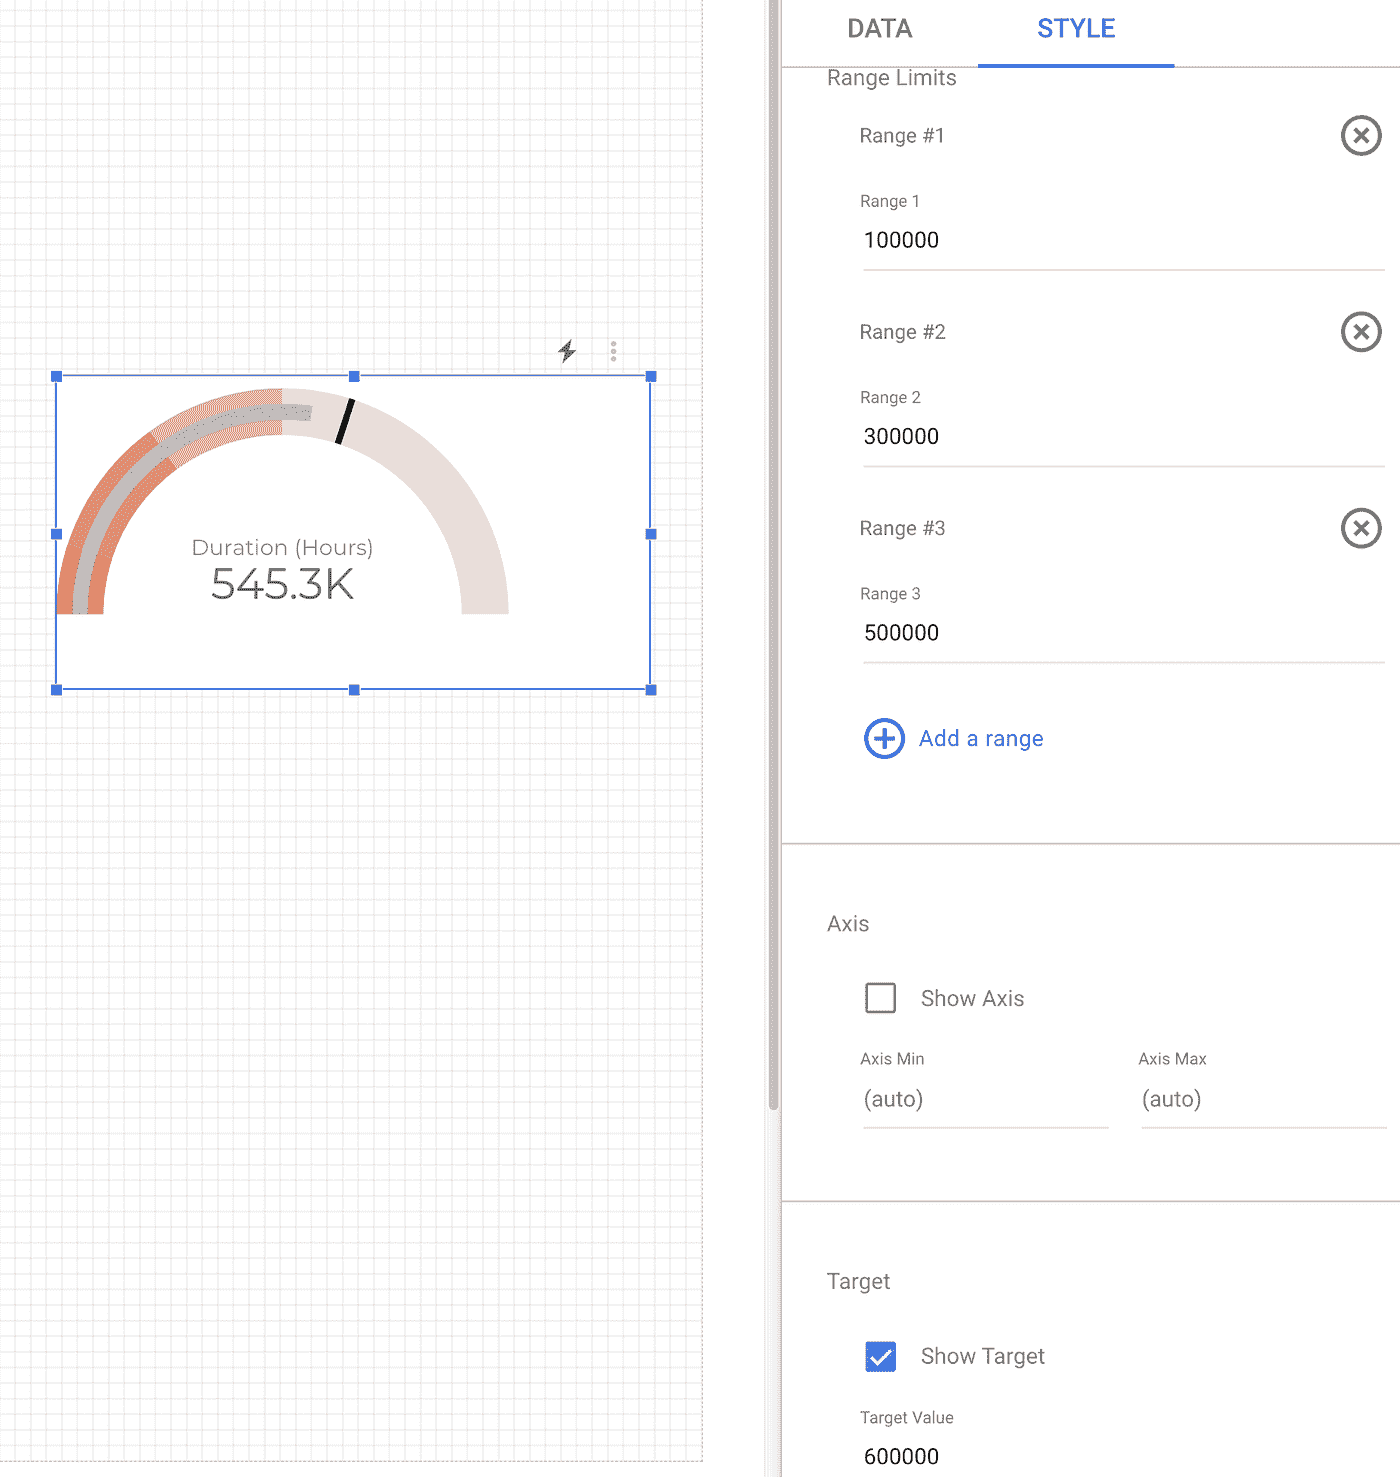 DATA STYLE
Range Limits
Range #1
Range 1
100000
Range #2
Range 2
300000
Range #3
Range 3
500000
Add a range
Duration (Hours)
545.3K
Axis
Show Axis
Axis Min Axis Max
(auto) (auto)
Target
Show Target
Target Value
600000